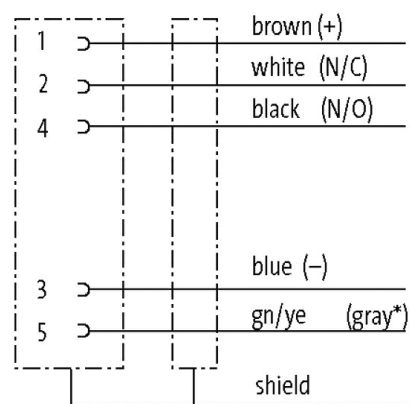 1 brown (+)
2 white (N/C)
4 black (N/O)
3 blue (–)
5 gn/ye (gray*)
shield